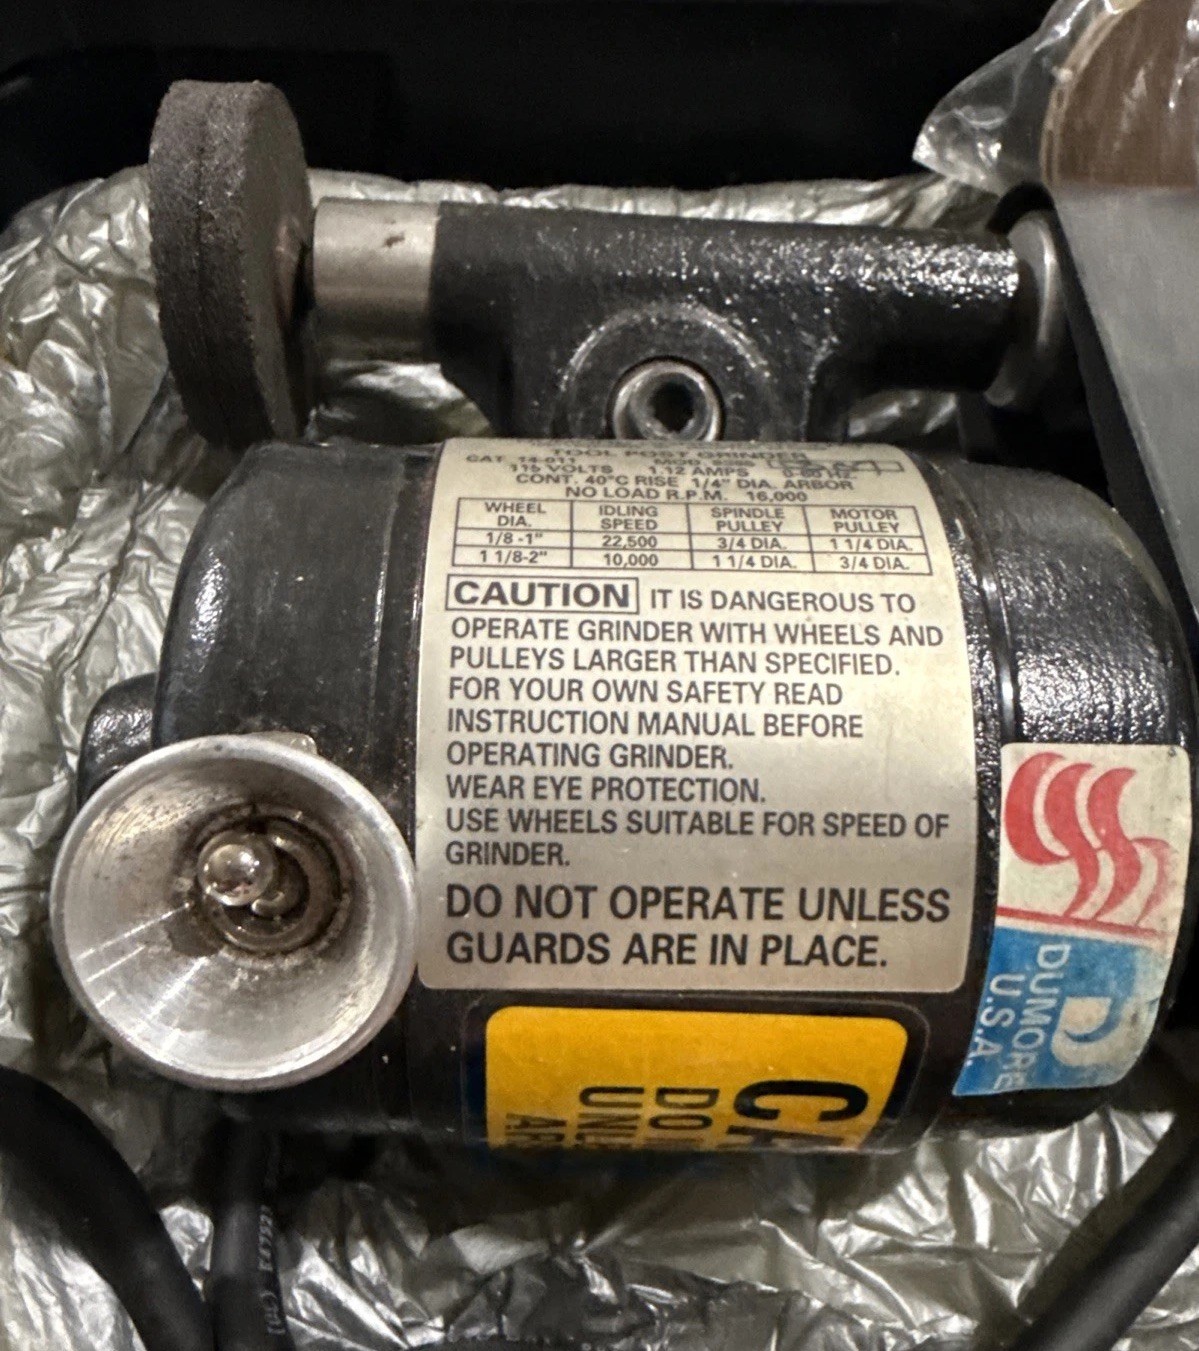 TOOL POST GRINDER
CAT. 14-011
115 VOLTS 1.12 AMPS
CONT. 40°C RISE 1/4" DIA. ARBOR
NO LOAD R.P.M. 16,000
WHEEL DIA. IDLING SPEED SPINDLE PULLEY MOTOR PULLEY
1/8 -1" 22,500 3/4 DIA. 1 1/4 DIA.
1 1/8-2" 10,000 1 1/4 DIA. 3/4 DIA.
CAUTION IT IS DANGEROUS TO
OPERATE GRINDER WITH WHEELS AND
PULLEYS LARGER THAN SPECIFIED.
FOR YOUR OWN SAFETY READ
INSTRUCTION MANUAL BEFORE
OPERATING GRINDER.
WEAR EYE PROTECTION.
USE WHEELS SUITABLE FOR SPEED OF
GRINDER.
DO NOT OPERATE UNLESS
GUARDS ARE IN PLACE.
DUMORE
U.S.A.
DO